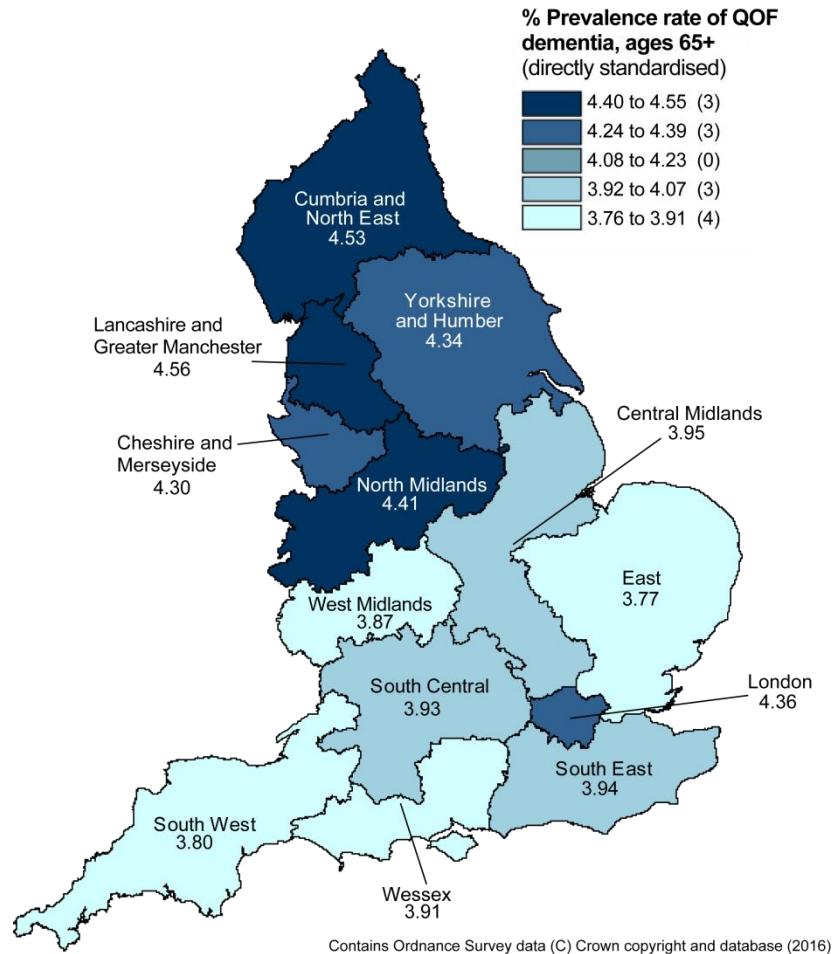 % Prevalence rate of QOF
dementia, ages 65+
(directly standardised)
4.40 to 4.55 (3)
4.24 to 4.39 (3)
4.08 to 4.23 (0)
3.92 to 4.07 (3)
3.76 to 3.91 (4)
Cumbria and
North East
4.53
Yorkshire
and Humber
4.34
Lancashire and
Greater Manchester
4.56
Central Midlands
3.95
Cheshire and
Merseyside
4.30
North Midlands
4.41
East
3.77
West Midlands
3.87
London
4.36
South Central
3.93
South East
3.94
South West
3.80
Wessex
3.91
Contains Ordnance Survey data (C) Crown copyright and database (2016)